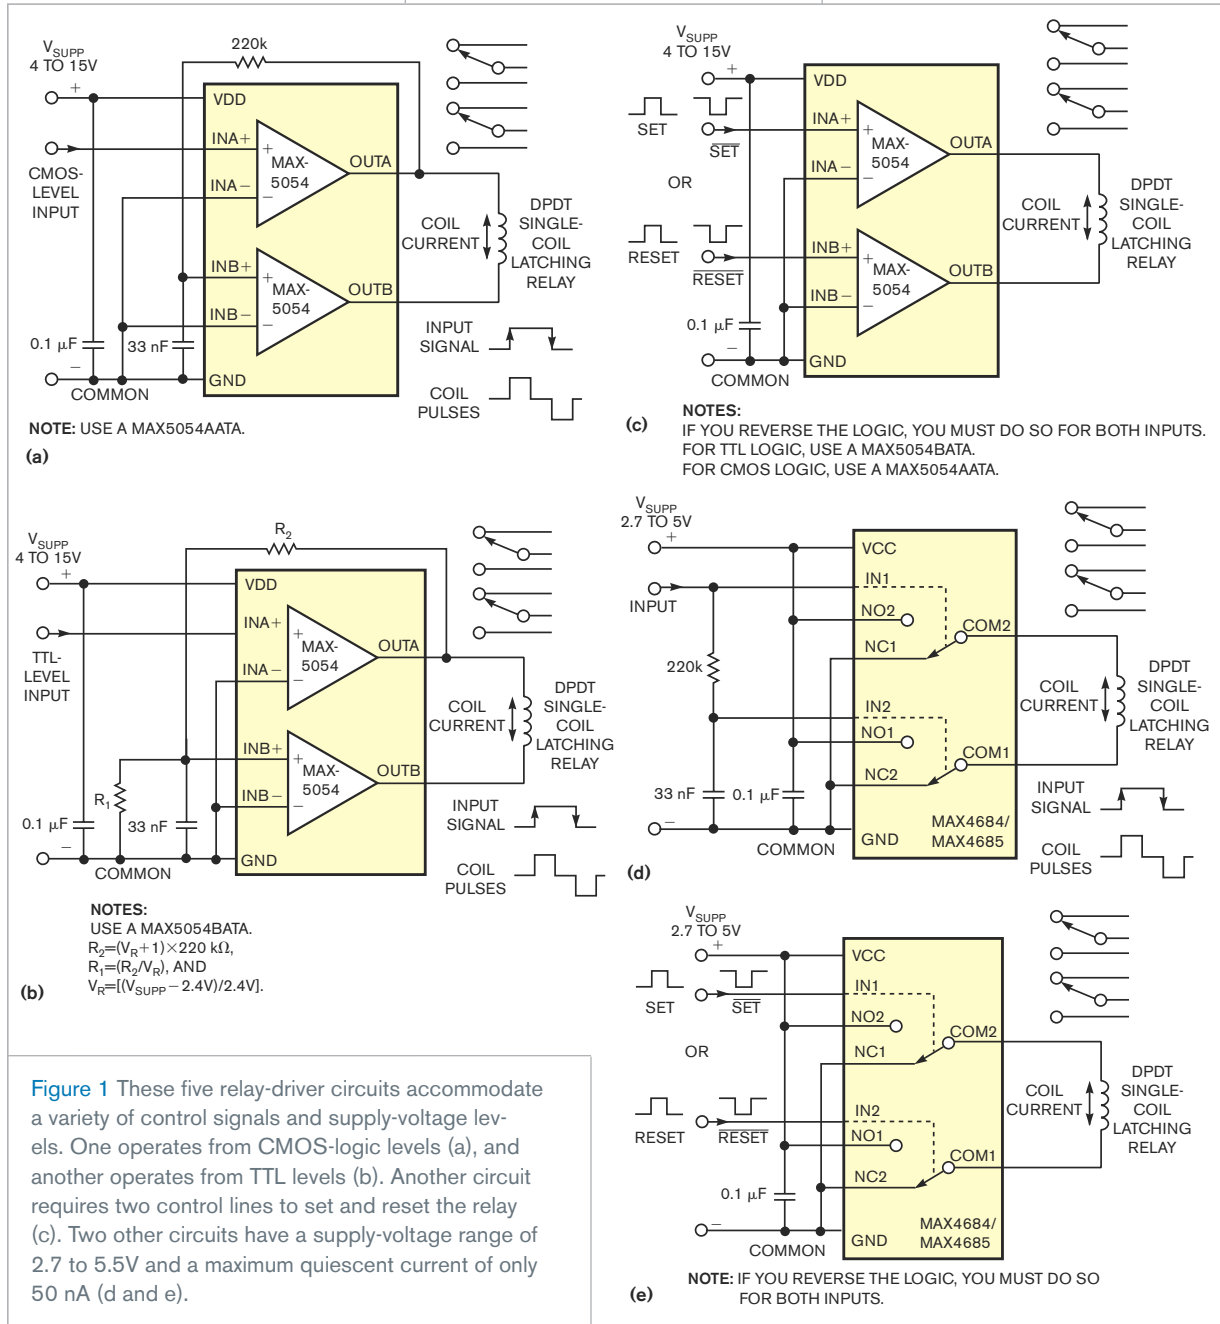 V_SUPP
4 TO 15V
+
220k
VDD
INA+
+
MAX-
5054
OUTA
CMOS-
LEVEL
INPUT
INA−
−
COIL
CURRENT
DPDT
SINGLE-
COIL
LATCHING
RELAY
INB+
+
MAX-
5054
OUTB
INB−
−
0.1 µF
33 nF
INPUT
SIGNAL
−
GND
COMMON
COIL
PULSES
NOTE: USE A MAX5054AATA.
(a)
V_SUPP
4 TO 15V
+
R2
VDD
INA+
+
MAX-
5054
OUTA
TTL-
LEVEL
INPUT
INA−
−
COIL
CURRENT
DPDT
SINGLE-
COIL
LATCHING
RELAY
INB+
+
MAX-
5054
OUTB
R1
INB−
−
0.1 µF
33 nF
INPUT
SIGNAL
−
GND
COMMON
COIL
PULSES
NOTES:
USE A MAX5054BATA.
R2=(VR+1)×220 kΩ,
R1=(R2/VR), AND
VR=[(VSUPP−2.4V)/2.4V].
(b)
V_SUPP
4 TO 15V
+
VDD
SET
SET
INA+
+
MAX-
5054
OUTA
OR
INA−
−
COIL
CURRENT
DPDT
SINGLE-
COIL
LATCHING
RELAY
RESET
RESET
INB+
+
MAX-
5054
OUTB
INB−
−
0.1 µF
−
GND
COMMON
(c)
NOTES:
IF YOU REVERSE THE LOGIC, YOU MUST DO SO FOR BOTH INPUTS.
FOR TTL LOGIC, USE A MAX5054BATA.
FOR CMOS LOGIC, USE A MAX5054AATA.
V_SUPP
2.7 TO 5V
+
VCC
INPUT
IN1
NO2
COM2
NC1
220k
COIL
CURRENT
DPDT
SINGLE-
COIL
LATCHING
RELAY
IN2
NO1
COM1
NC2
33 nF
0.1 µF
INPUT
SIGNAL
−
GND
MAX4684/
MAX4685
COMMON
COIL
PULSES
(d)
V_SUPP
2.7 TO 5V
+
VCC
SET
SET
IN1
NO2
COM2
OR
NC1
COIL
CURRENT
DPDT
SINGLE-
COIL
LATCHING
RELAY
RESET
RESET
IN2
NO1
COM1
NC2
0.1 µF
−
GND
MAX4684/
MAX4685
COMMON
(e)
NOTE: IF YOU REVERSE THE LOGIC, YOU MUST DO SO
FOR BOTH INPUTS.
Figure 1 These five relay-driver circuits accommodate
a variety of control signals and supply-voltage lev-
els. One operates from CMOS-logic levels (a), and
another operates from TTL levels (b). Another circuit
requires two control lines to set and reset the relay
(c). Two other circuits have a supply-voltage range of
2.7 to 5.5V and a maximum quiescent current of only
50 nA (d and e).